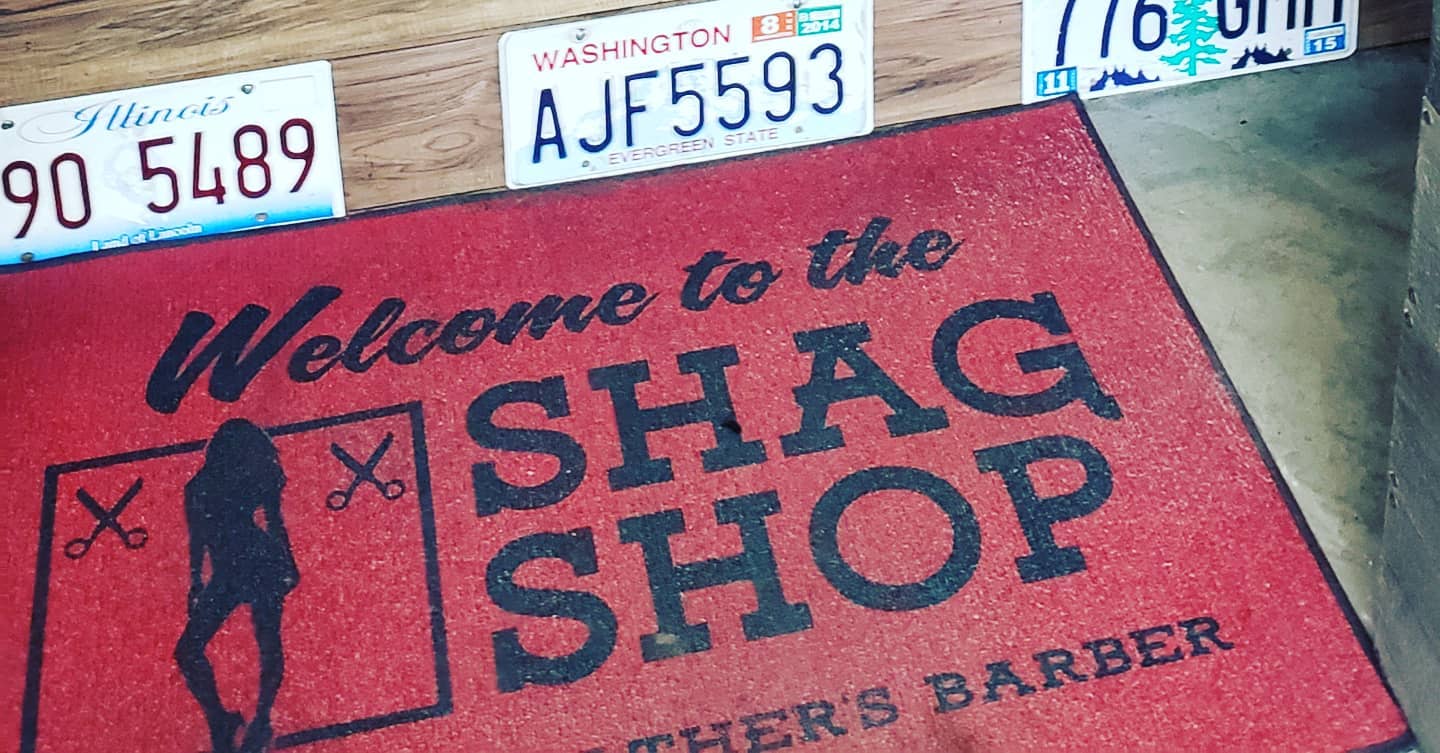 Illinois
90 5489
Land of Lincoln
WASHINGTON
8
2014
AJF5593
EVERGREEN STATE
776
11
15
Welcome to the
SHAG
SHOP
BARBER